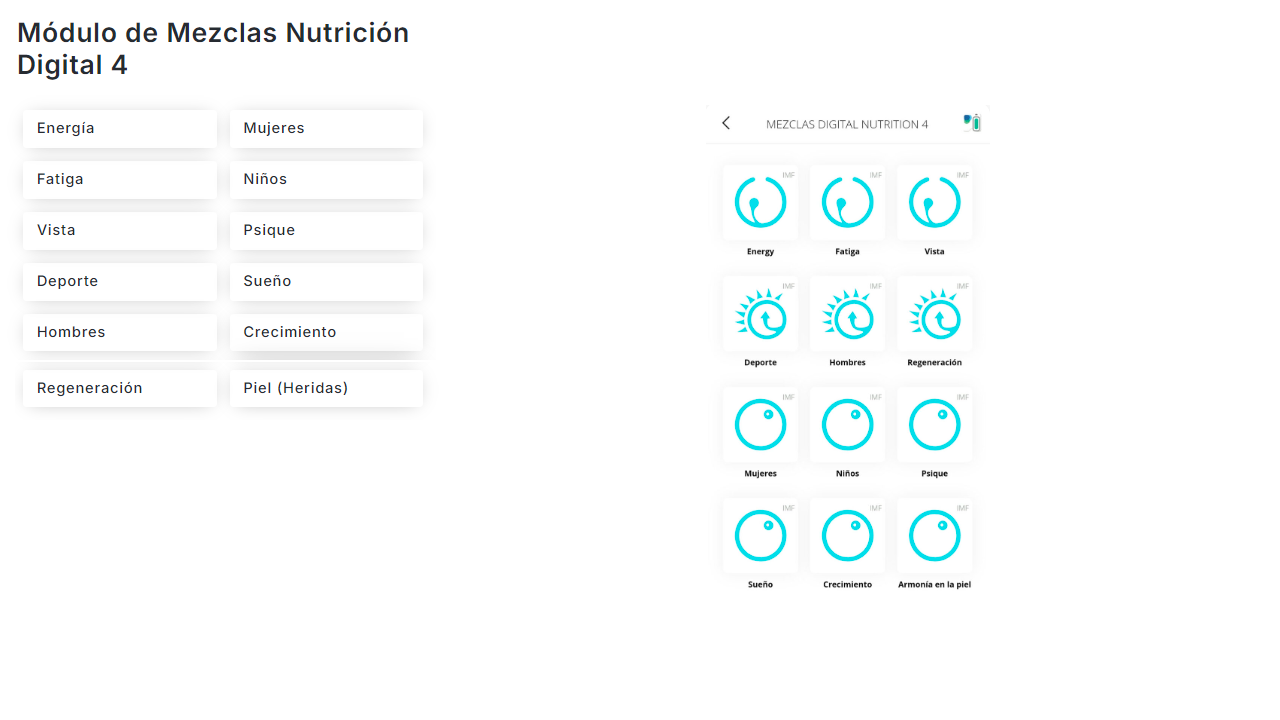 Módulo de Mezclas Nutrición
Digital 4
Energía
Mujeres
Fatiga
Niños
Vista
Psique
Deporte
Sueño
Hombres
Crecimiento
Regeneración
Piel (Heridas)
MEZCLAS DIGITAL NUTRITION 4
IMF
IMF
IMF
Energy
Fatiga
Vista
IMF
IMF
IMF
Deporte
Hombres
Regeneración
IMF
IMF
IMF
Mujeres
Niños
Psique
IMF
IMF
IMF
Sueño
Crecimiento
Armonía en la piel